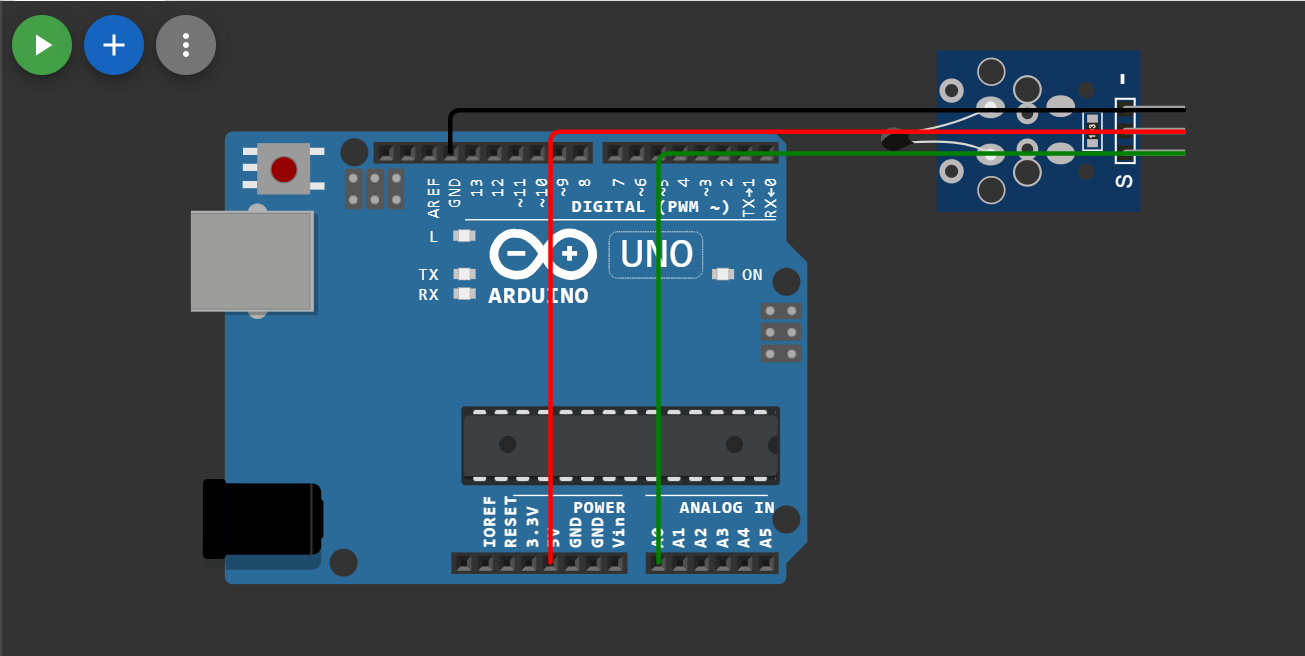 -
S
103
AREF
GND
13
12
~11
~10
~9
8
7
~6
~5
4
~3
2
TX→1
RX←0
DIGITAL (PWM ~)
L
TX
RX
ARDUINO
UNO
ON
POWER
ANALOG IN
IOREF
RESET
3.3V
5V
GND
GND
Vin
A0
A1
A2
A3
A4
A5